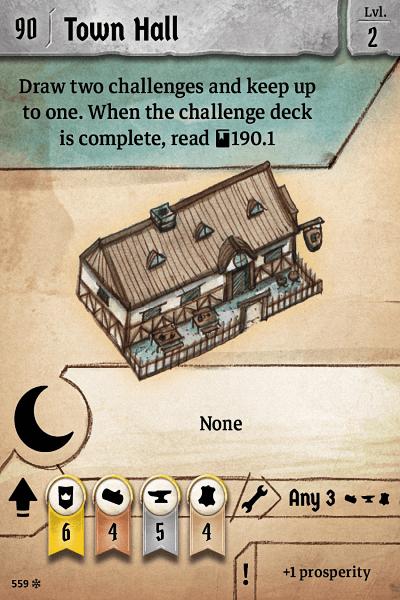 90 Town Hall
Lvl.
2
Draw two challenges and keep up
to one. When the challenge deck
is complete, read 190.1
None
6 4 5 4
Any 3
559
! +1 prosperity